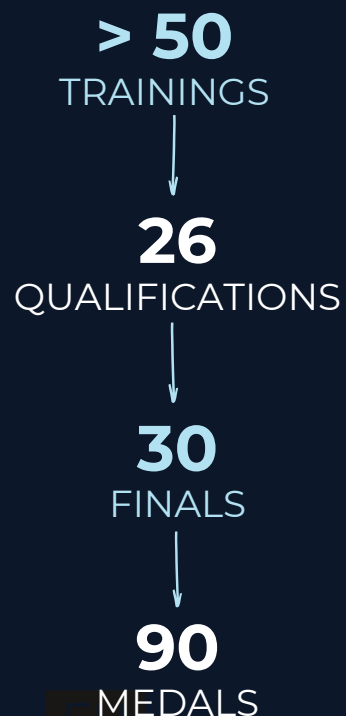 > 50
TRAININGS
26
QUALIFICATIONS
30
FINALS
90
MEDALS